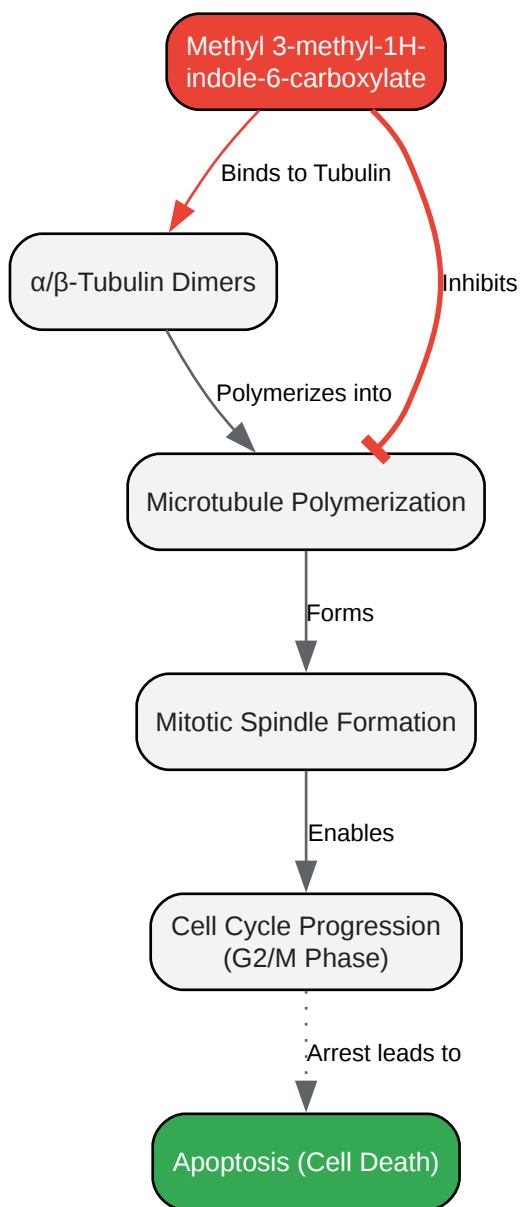 Methyl 3-methyl-1H-
indole-6-carboxylate
Binds to Tubulin
α/β-Tubulin Dimers
Inhibits
Polymerizes into
Microtubule Polymerization
Forms
Mitotic Spindle Formation
Enables
Cell Cycle Progression
(G2/M Phase)
Arrest leads to
Apoptosis (Cell Death)